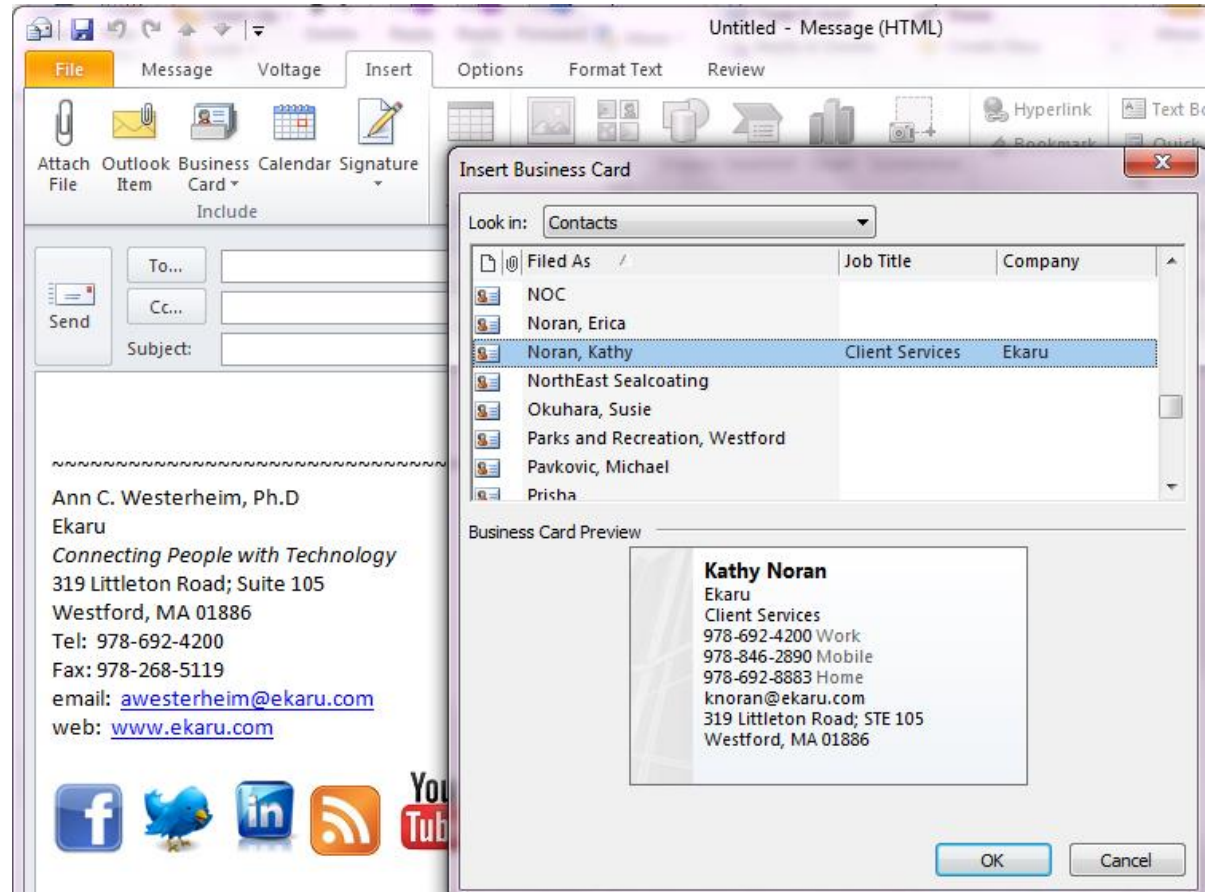 Untitled - Message (HTML)
File Message Voltage Insert Options Format Text Review
Attach File
Outlook Item
Business Card
Calendar
Signature
Include
Hyperlink
Bookmark
Text Bo
Quick
To...
Cc...
Send
Subject:
~~~~~~~~~~~~~~~~~~~~~~~~~~~~~~~
Ann C. Westerheim, Ph.D
Ekaru
Connecting People with Technology
319 Littleton Road; Suite 105
Westford, MA 01886
Tel: 978-692-4200
Fax: 978-268-5119
email: awesterheim@ekaru.com
web: www.ekaru.com
f
in
You
Tub
Insert Business Card
Look in: Contacts
Filed As Job Title Company
NOC
Noran, Erica
Noran, Kathy Client Services Ekaru
NorthEast Sealcoating
Okuhara, Susie
Parks and Recreation, Westford
Pavkovic, Michael
Prisha
Business Card Preview
Kathy Noran
Ekaru
Client Services
978-692-4200 Work
978-846-2890 Mobile
978-692-8883 Home
knoran@ekaru.com
319 Littleton Road; STE 105
Westford, MA 01886
OK Cancel